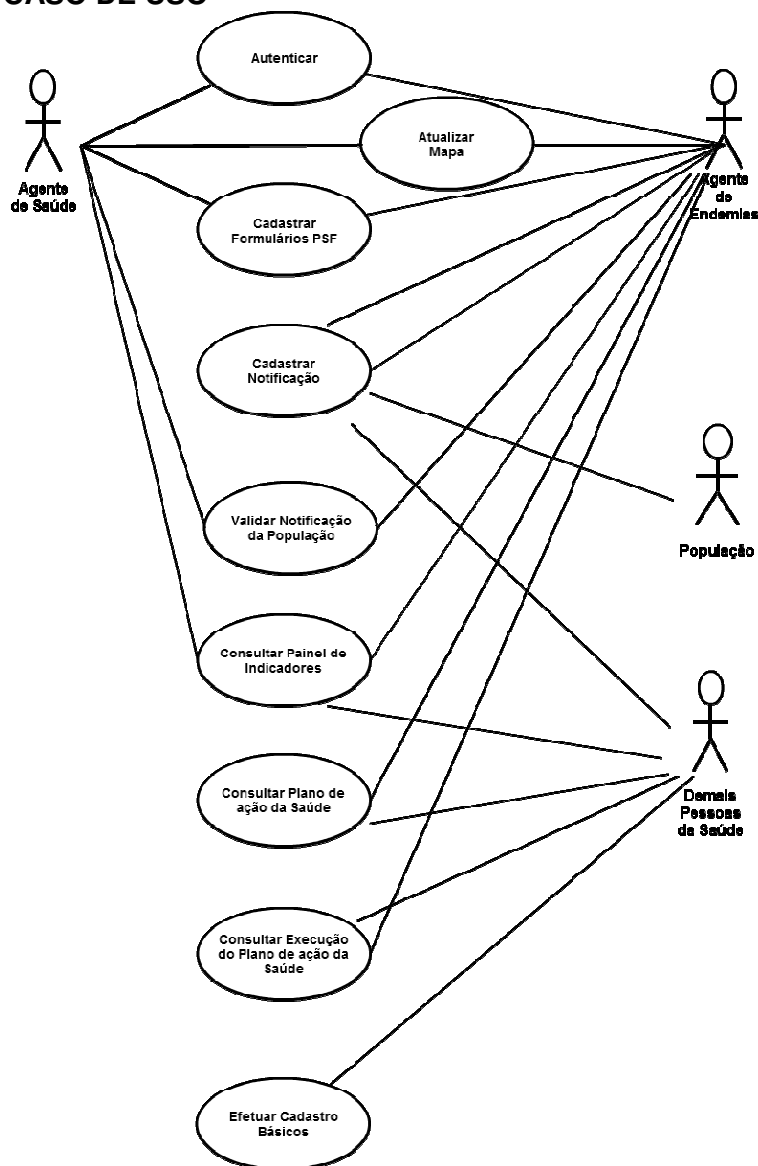 CASO DE USO
Autenticar
Atualizar
Mapa
Agente
de Saúde
Agente
de
Endemias
Cadastrar
Formulários PSF
Cadastrar
Notificação
Validar Notificação
da População
População
Consultar Painel de
Indicadores
Consultar Plano de
ação da Saúde
Demais
Pessoas
da Saúde
Consultar Execução
do Plano de ação da
Saúde
Efetuar Cadastro
Básicos